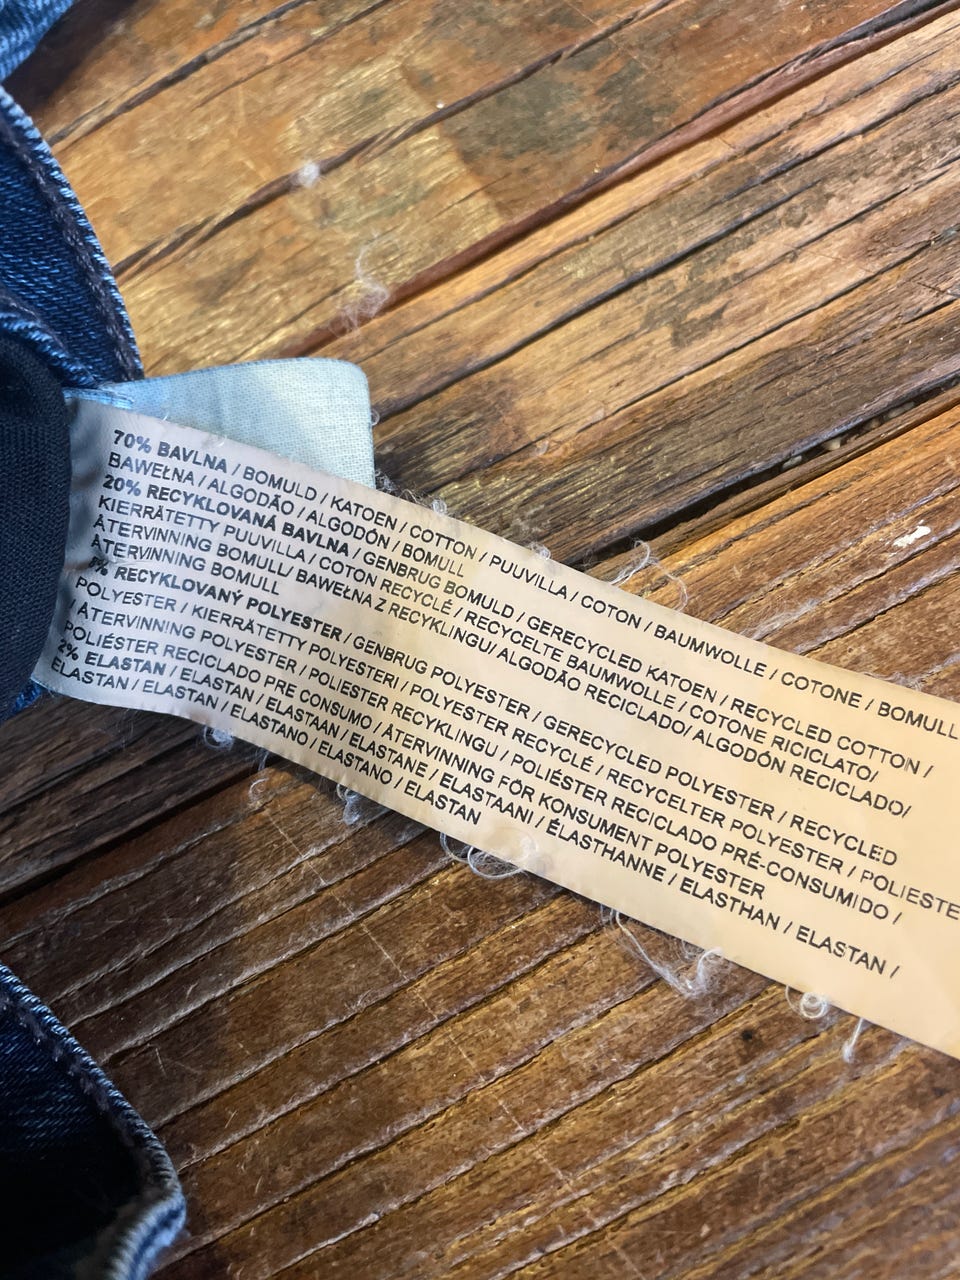 70% BAVLNA / BOMULD / KATOEN / COTTON / PUUVILLA / COTON / BAUMWOLLE / COTONE / BOMULL
BAWEŁNA / ALGODÃO / ALGODÓN / BOMULL
20% RECYKLOVANÁ BAVLNA / GENBRUG BOMULD / GERECYCLED KATOEN / RECYCLED COTTON /
KIERRÄTETTY PUUVILLA / COTON RECYCLÉ / RECYCELTE BAUMWOLLE / COTONE RICICLATO/
ÅTERVINNING BOMULL/ BAWEŁNA Z RECYKLINGU/ ALGODÃO RECICLADO/ ALGODÓN RECICLADO/
ÅTERVINNING BOMULL
RECYKLOVANÝ POLYESTER / GENBRUG POLYESTER / GERECYCLED POLYESTER / RECYCLED
POLYESTER / KIERRÄTETTY POLYESTERI / POLYESTER RECYCLÉ / RECYCELTER POLYESTER /
/ ÅTERVINNING POLYESTER / POLIESTER RECYKLINGU / POLIÉSTER RECICLADO PRÉ-CONSUMIDO /
POLIÉSTER RECICLADO PRE CONSUMO / ÅTERVINNING FÖR KONSUMENT POLYESTER
2% ELASTAN / ELASTAN / ELASTAAN / ELASTANE / ELASTAANI / ÉLASTHANNE / ELASTHAN / ELASTAN /
ELASTAN / ELASTAN / ELASTANO / ELASTANO / ELASTAN